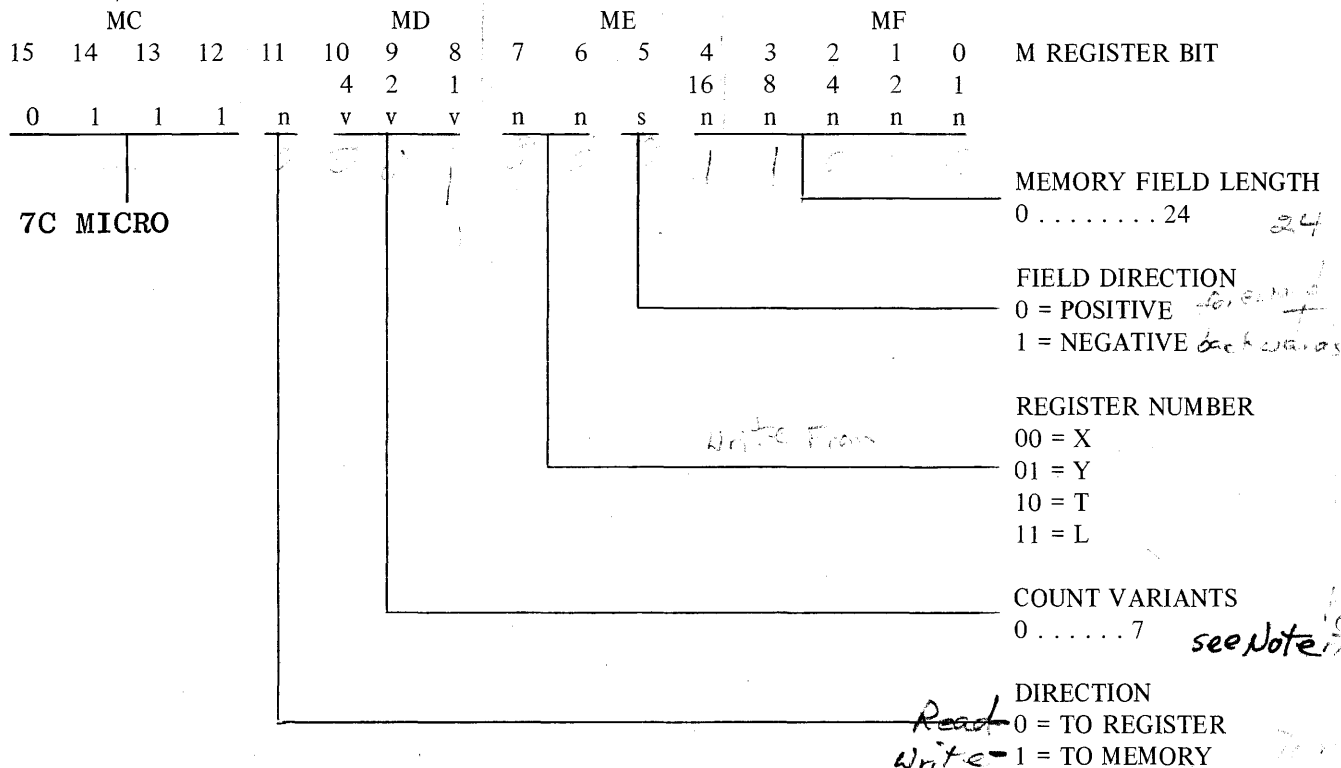 MC MD ME MF
15 14 13 12 11 10 9 8 7 6 5 4 3 2 1 0 M REGISTER BIT
4 2 1 16 8 4 2 1
0 1 1 1 n v v v n n s n n n n n
1 1 1
7C MICRO
MEMORY FIELD LENGTH
0 . . . . . . . . 24 24
FIELD DIRECTION
0 = POSITIVE
1 = NEGATIVE backwards
REGISTER NUMBER
00 = X
Write From
01 = Y
10 = T
11 = L
COUNT VARIANTS
0 . . . . . . 7 see Note
DIRECTION
Read 0 = TO REGISTER
Write 1 = TO MEMORY